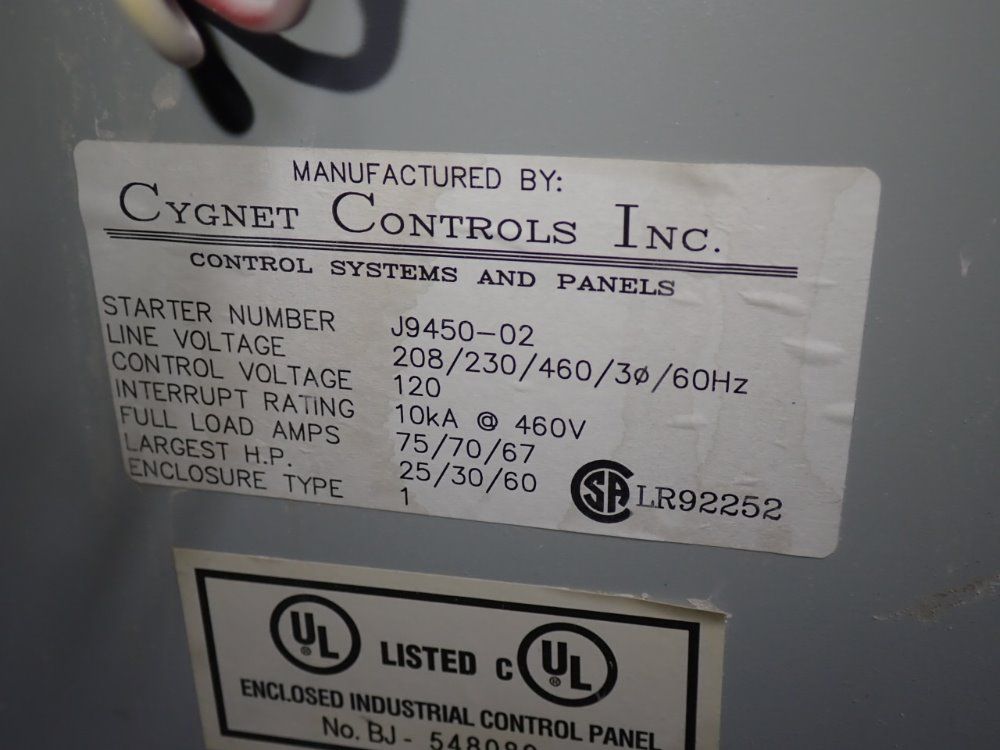 MANUFACTURED BY:
CYGNET CONTROLS INC.
CONTROL SYSTEMS AND PANELS
STARTER NUMBER J9450-02
LINE VOLTAGE 208/230/460/3ø/60Hz
CONTROL VOLTAGE 120
INTERRUPT RATING 10kA @ 460V
FULL LOAD AMPS 75/70/67
LARGEST H.P. 25/30/60
ENCLOSURE TYPE 1
SA LR92252
UL ® LISTED C UL ®
ENCLOSED INDUSTRIAL CONTROL PANEL
No. BJ -